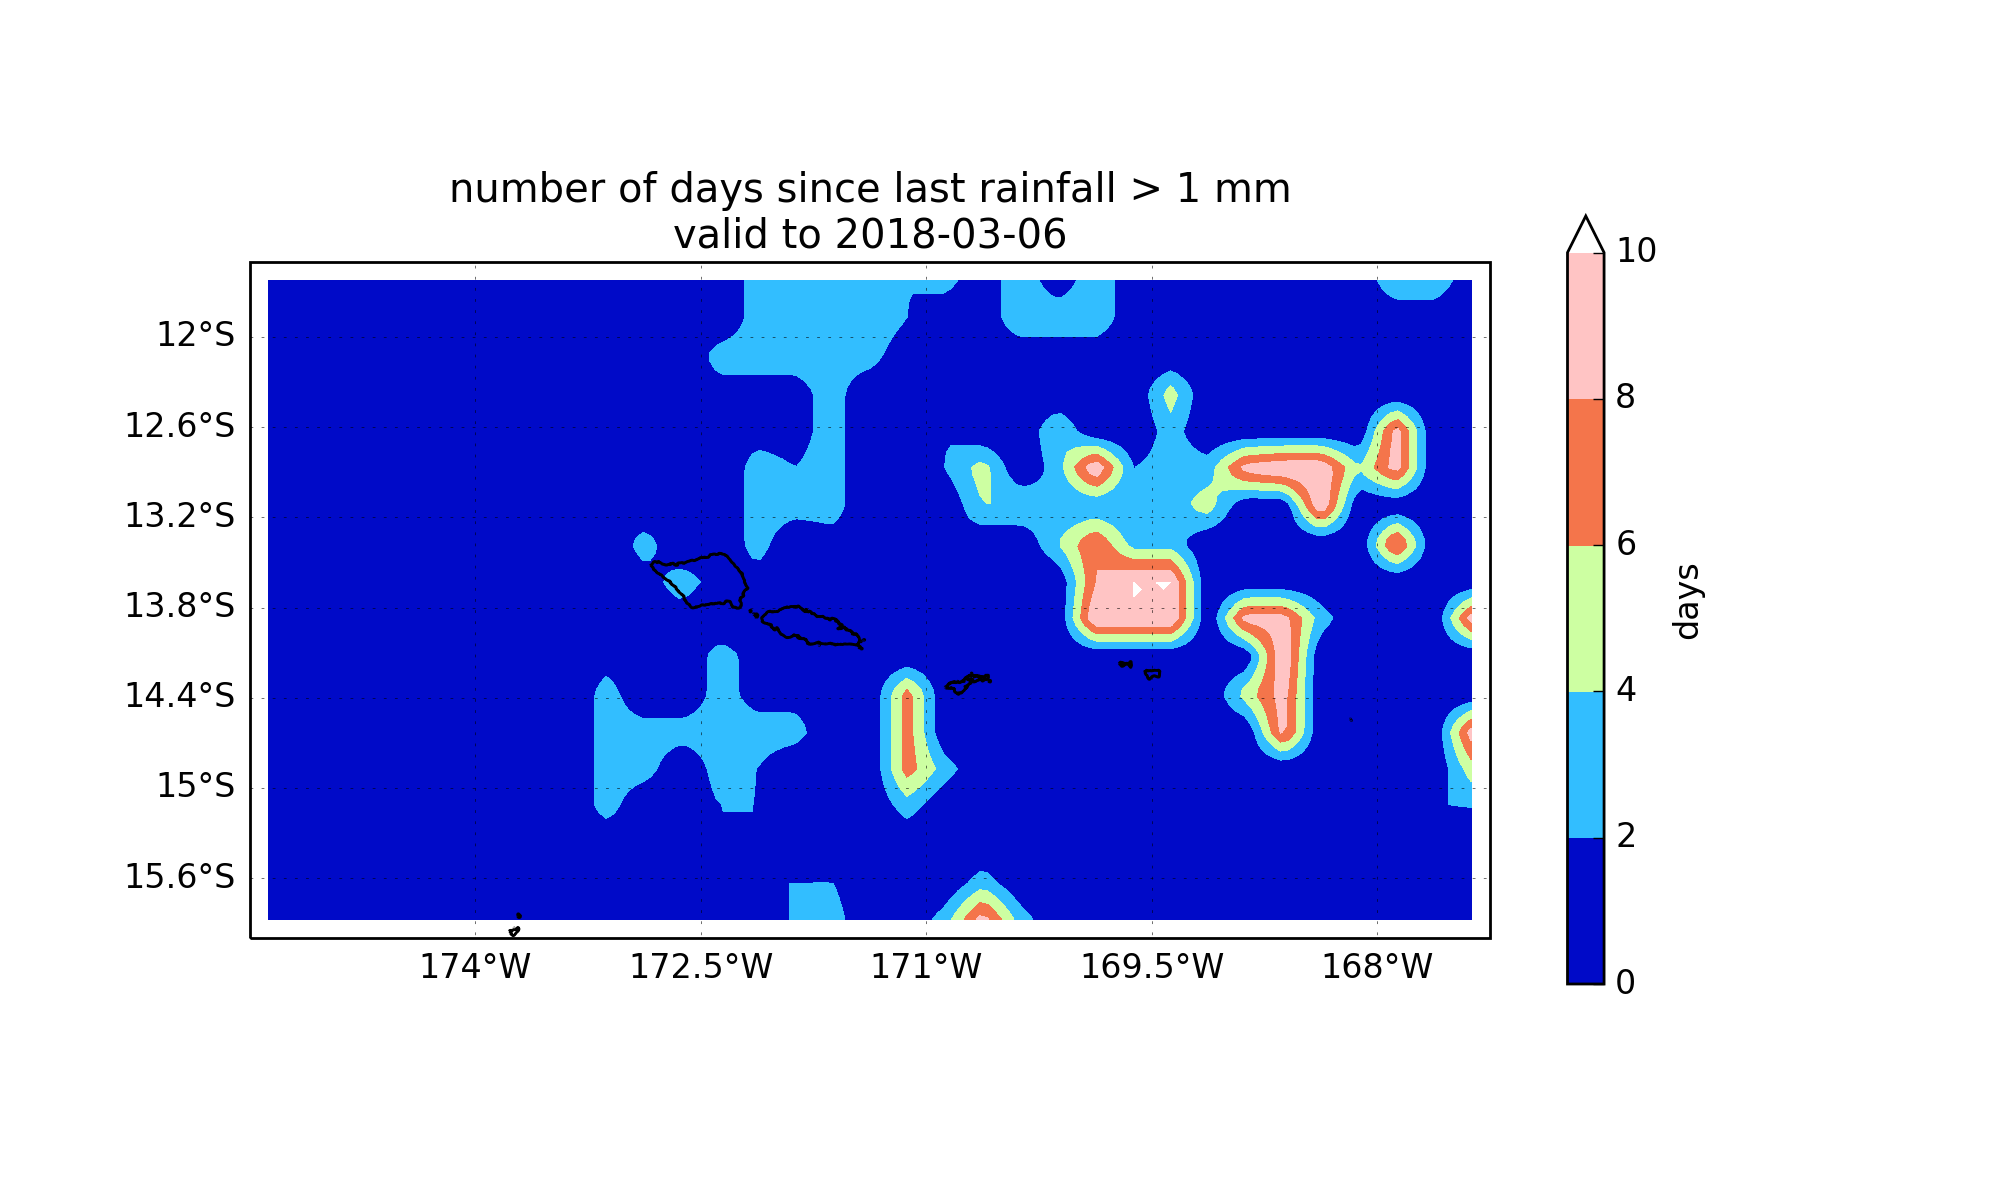 number of days since last rainfall > 1 mm
valid to 2018-03-06
12°S
12.6°S
13.2°S
13.8°S
14.4°S
15°S
15.6°S
174°W 172.5°W 171°W 169.5°W 168°W
10
8
6
4
2
0
days